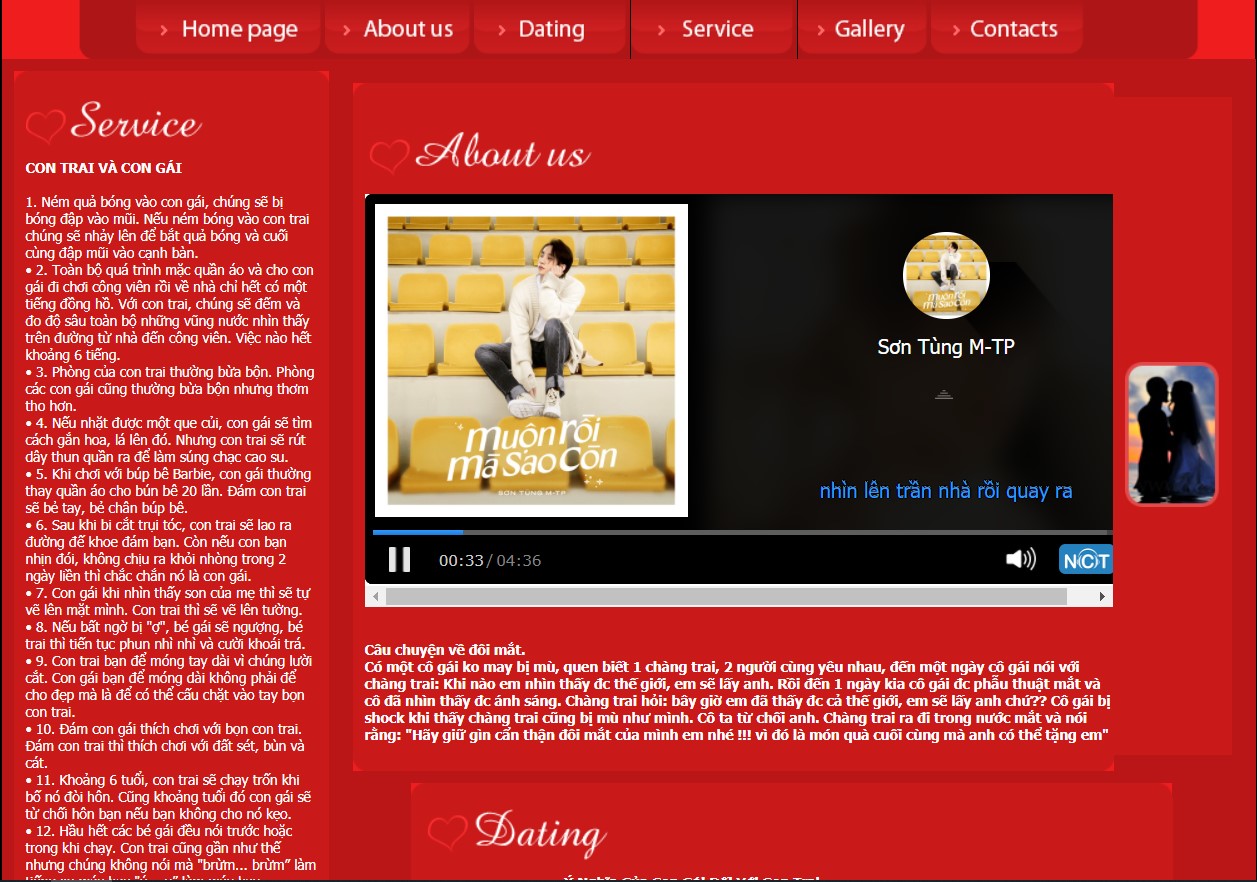 Home page
About us
Dating
Service
Gallery
Contacts
Service
CON TRAI VÀ CON GÁI
1. Ném quả bóng vào con gái, chúng sẽ bị
bóng đập vào mũi. Nếu ném bóng vào con trai
chúng sẽ nhảy lên để bắt quả bóng và cuối
cùng đập mũi vào cạnh bàn.
• 2. Toàn bộ quá trình mặc quần áo và cho con
gái đi chơi công viên rồi về nhà chỉ hết có một
tiếng đồng hồ. Với con trai, chúng sẽ đếm và
đo độ sâu toàn bộ những vũng nước nhìn thấy
trên đường từ nhà đến công viên. Việc nào hết
khoảng 6 tiếng.
• 3. Phòng của con trai thường bừa bộn. Phòng
các con gái cũng thường bừa bộn nhưng thơm
tho hơn.
• 4. Nếu nhặt được một que củi, con gái sẽ tìm
cách gắn hoa, lá lên đó. Nhưng con trai sẽ rút
dây thun quần ra để làm súng chạc cao su.
• 5. Khi chơi với búp bê Barbie, con gái thường
thay quần áo cho bún bê 20 lần. Đám con trai
sẽ bẻ tay, bẻ chân búp bê.
• 6. Sau khi bi cắt trụi tóc, con trai sẽ lao ra
đường để khoe đám bạn. Còn nếu con bạn
nhịn đói, không chịu ra khỏi nhòng trong 2
ngày liền thì chắc chắn nó là con gái.
• 7. Con gái khi nhìn thấy son của mẹ thì sẽ tự
vẽ lên mặt mình. Con trai thì sẽ vẽ lên tường.
• 8. Nếu bất ngờ bị "ợ", bé gái sẽ ngượng, bé
trai thì tiến tục phun nhì nhì và cười khoái trá.
• 9. Con trai bạn để móng tay dài vì chúng lười
cắt. Con gái bạn để móng dài không phải để
cho đẹp mà là để có thể cấu chặt vào tay bọn
con trai.
• 10. Đám con gái thích chơi với bọn con trai.
Đám con trai thì thích chơi với đất sét, bùn và
cát.
• 11. Khoảng 6 tuổi, con trai sẽ chạy trốn khi
bố nó đòi hôn. Cũng khoảng tuổi đó con gái sẽ
từ chối hôn bạn nếu bạn không cho nó kẹo.
• 12. Hầu hết các bé gái đều nói trước hoặc
trong khi chạy. Con trai cũng gần như thế
nhưng chúng không nói mà "brừm... brừm" làm
About us
muộn rồi
mà sao còn
SƠN TÙNG M-TP
muộn rồi
mà sao còn
Sơn Tùng M-TP
nhìn lên trần nhà rồi quay ra
00:33 / 04:36
NCT
Câu chuyện về đôi mắt.
Có một cô gái ko may bị mù, quen biết 1 chàng trai, 2 người cùng yêu nhau, đến một ngày cô gái nói với
chàng trai: Khi nào em nhìn thấy đc thế giới, em sẽ lấy anh. Rồi đến 1 ngày kia cô gái đc phẫu thuật mắt và
cô đã nhìn thấy đc ánh sáng. Chàng trai hỏi: bây giờ em đã thấy đc cả thế giới, em sẽ lấy anh chứ?? Cô gái bị
shock khi thấy chàng trai cũng bị mù như mình. Cô ta từ chối anh. Chàng trai ra đi trong nước mắt và nói
rằng: "Hãy giữ gìn cẩn thận đôi mắt của mình em nhé !!! vì đó là món quà cuối cùng mà anh có thể tặng em"
Dating